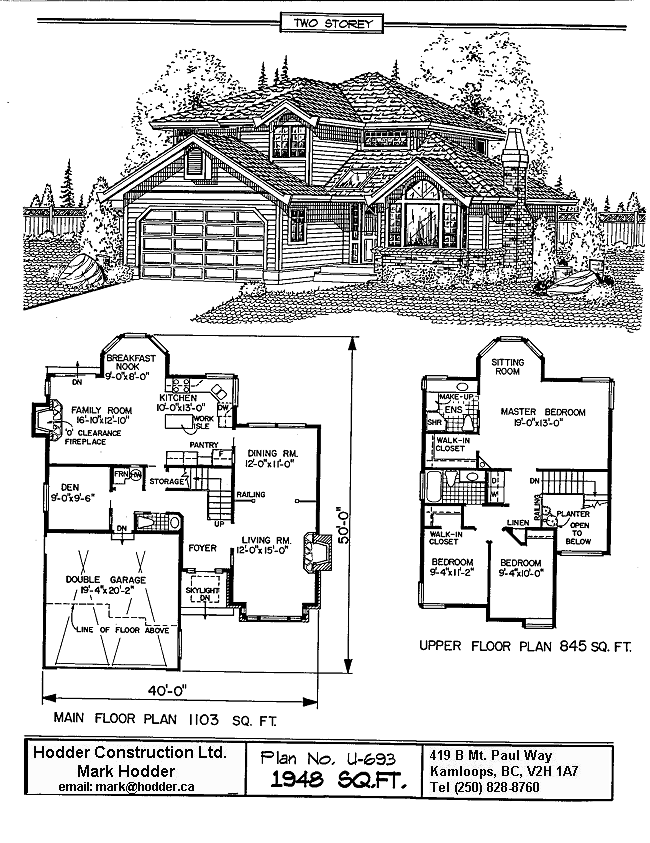 TWO STOREY
BREAKFAST
NOOK
9'-0"x8'-0"
DN
FAMILY ROOM
16'-10"x12'-10"
'O' CLEARANCE
FIREPLACE
KITCHEN
10'-0"x13'-0"
WORK
ISLE
DW
PANTRY
F
DINING RM.
12'-0"x11'-0"
DEN
9'-0"x9'-6"
FRN
HW
STORAGE
RAILING
UP
DN
FOYER
LIVING RM.
12'-0"x15'-0"
DOUBLE GARAGE
19'-4"x20'-2"
LINE OF FLOOR ABOVE
SKYLIGHT
DN
50'-0"
40'-0"
MAIN FLOOR PLAN 1103 SQ. FT.
SITTING
ROOM
MAKE-UP
ENS
SHR
MASTER BEDROOM
19'-0"x13'-0"
WALK-IN
CLOSET
D
W
DN
RAILING
PLANTER
OPEN
TO
BELOW
LINEN
WALK-IN
CLOSET
BEDROOM
9'-4"x11'-2"
BEDROOM
9'-4"x10'-0"
UPPER FLOOR PLAN 845 SQ. FT.
Hodder Construction Ltd.
Mark Hodder
email: mark@hodder.ca
Plan No. U-693
1948 SQ.FT.
419 B Mt. Paul Way
Kamloops, BC, V2H 1A7
Tel (250) 828-8760